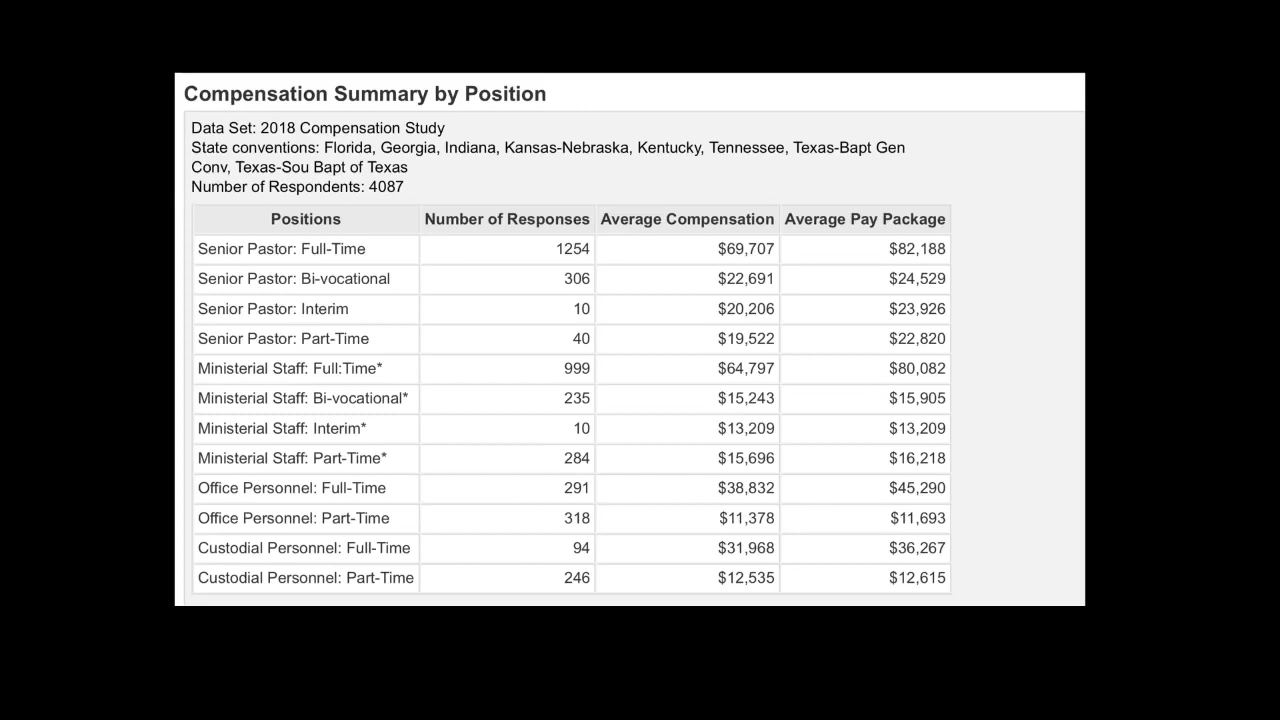 Compensation Summary by Position
Data Set: 2018 Compensation Study
State conventions: Florida, Georgia, Indiana, Kansas-Nebraska, Kentucky, Tennessee, Texas-Bapt Gen
Conv, Texas-Sou Bapt of Texas
Number of Respondents: 4087
Positions Number of Responses Average Compensation Average Pay Package
Senior Pastor: Full-Time 1254 $69,707 $82,188
Senior Pastor: Bi-vocational 306 $22,691 $24,529
Senior Pastor: Interim 10 $20,206 $23,926
Senior Pastor: Part-Time 40 $19,522 $22,820
Ministerial Staff: Full:Time* 999 $64,797 $80,082
Ministerial Staff: Bi-vocational* 235 $15,243 $15,905
Ministerial Staff: Interim* 10 $13,209 $13,209
Ministerial Staff: Part-Time* 284 $15,696 $16,218
Office Personnel: Full-Time 291 $38,832 $45,290
Office Personnel: Part-Time 318 $11,378 $11,693
Custodial Personnel: Full-Time 94 $31,968 $36,267
Custodial Personnel: Part-Time 246 $12,535 $12,615